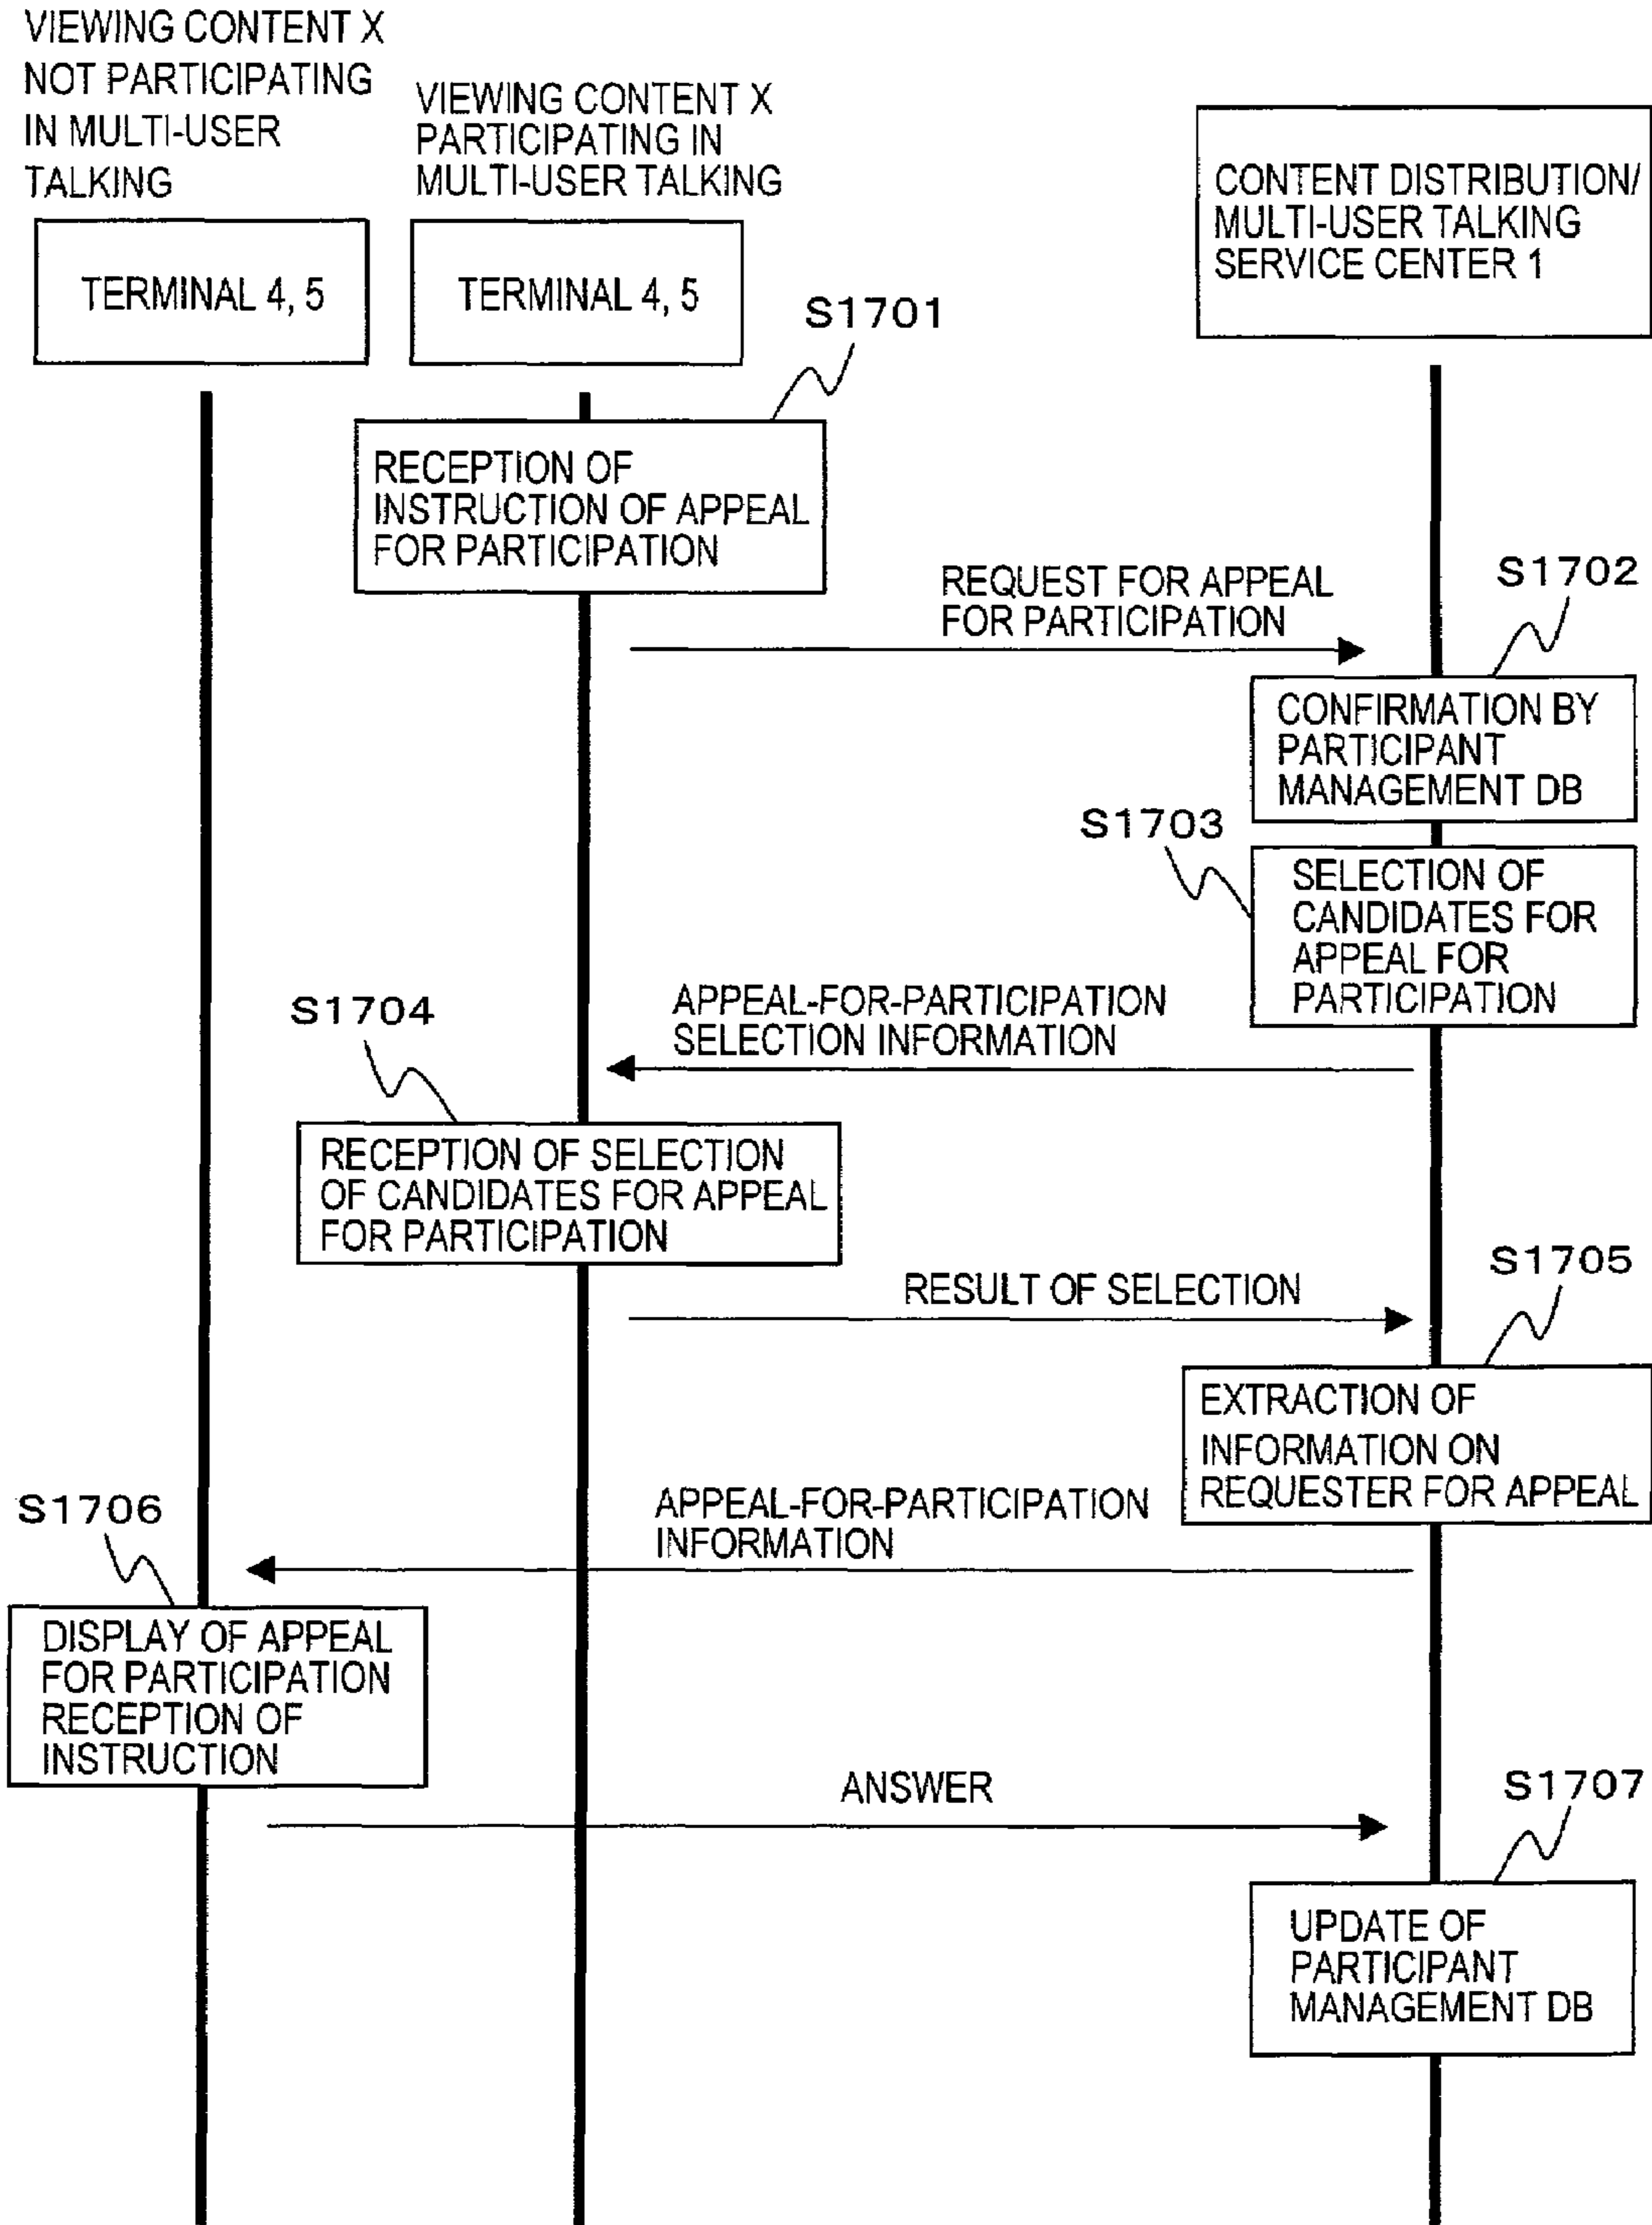 VIEWING CONTENT X
NOT PARTICIPATING
IN MULTI-USER
TALKING
VIEWING CONTENT X
PARTICIPATING IN
MULTI-USER TALKING
CONTENT DISTRIBUTION/
MULTI-USER TALKING
SERVICE CENTER 1
TERMINAL 4, 5
TERMINAL 4, 5
S1701
RECEPTION OF
INSTRUCTION OF APPEAL
FOR PARTICIPATION
REQUEST FOR APPEAL
FOR PARTICIPATION
S1702
CONFIRMATION BY
PARTICIPANT
MANAGEMENT DB
S1703
SELECTION OF
CANDIDATES FOR
APPEAL FOR
PARTICIPATION
APPEAL-FOR-PARTICIPATION
SELECTION INFORMATION
S1704
RECEPTION OF SELECTION
OF CANDIDATES FOR APPEAL
FOR PARTICIPATION
RESULT OF SELECTION
S1705
EXTRACTION OF
INFORMATION ON
REQUESTER FOR APPEAL
APPEAL-FOR-PARTICIPATION
INFORMATION
S1706
DISPLAY OF APPEAL
FOR PARTICIPATION
RECEPTION OF
INSTRUCTION
ANSWER
S1707
UPDATE OF
PARTICIPANT
MANAGEMENT DB